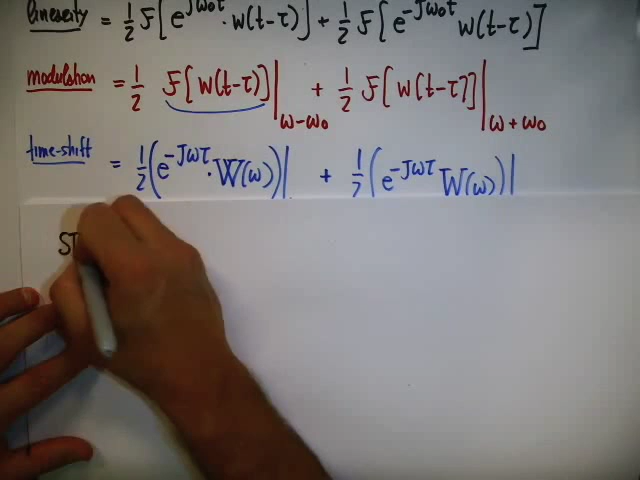 linearity = 1/2 F[e^jω₀t · w(t-τ)] + 1/2 F[e^-jω₀t w(t-τ)]
modulation = 1/2 F[w(t-τ)]|ω-ω₀ + 1/2 F[w(t-τ)]|ω+ω₀
time-shift = 1/2 (e^-jωτ · W(ω))| + 1/2 (e^-jωτ W(ω))|
ST